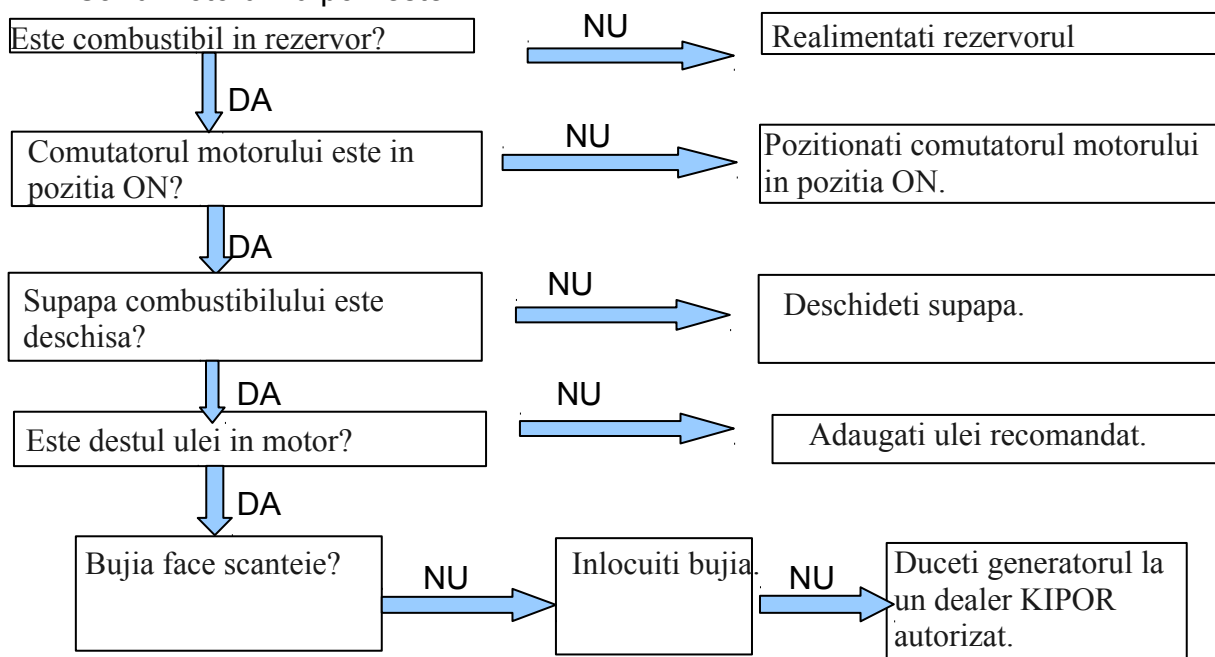 Este combustibil in rezervor?
NU
Realimentati rezervorul
DA
Comutatorul motorului este in
pozitia ON?
NU
Pozitionati comutatorul motorului
in pozitia ON.
DA
Supapa combustibilului este
deschisa?
NU
Deschideti supapa.
DA
Este destul ulei in motor?
NU
Adaugati ulei recomandat.
DA
Bujia face scanteie?
NU
Inlocuiti bujia.
NU
Duceti generatorul la
un dealer KIPOR
autorizat.